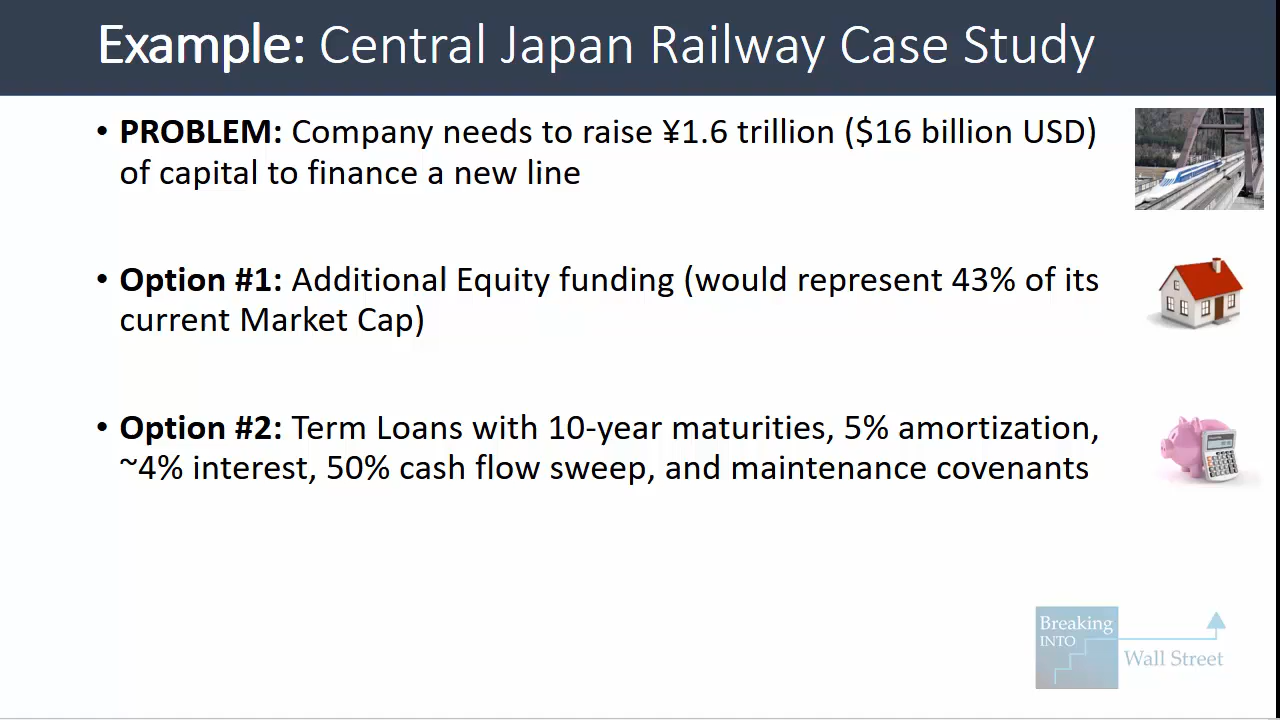 Example: Central Japan Railway Case Study
• PROBLEM: Company needs to raise ¥1.6 trillion ($16 billion USD)
of capital to finance a new line
• Option #1: Additional Equity funding (would represent 43% of its
current Market Cap)
• Option #2: Term Loans with 10-year maturities, 5% amortization,
~4% interest, 50% cash flow sweep, and maintenance covenants
Breaking
INTO
Wall Street